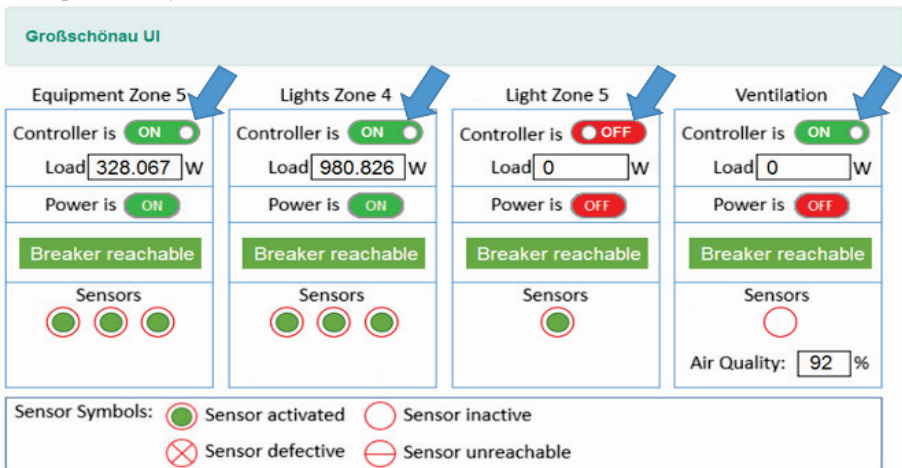 Großschönau UI
Equipment Zone 5
Lights Zone 4
Light Zone 5
Ventilation
Controller is ON
Controller is ON
Controller is OFF
Controller is ON
Load 328.067 W
Load 980.826 W
Load 0 W
Load 0 W
Power is ON
Power is ON
Power is OFF
Power is OFF
Breaker reachable
Breaker reachable
Breaker reachable
Breaker reachable
Sensors
Sensors
Sensors
Sensors
Air Quality: 92 %
Sensor Symbols: Sensor activated Sensor inactive
Sensor defective Sensor unreachable